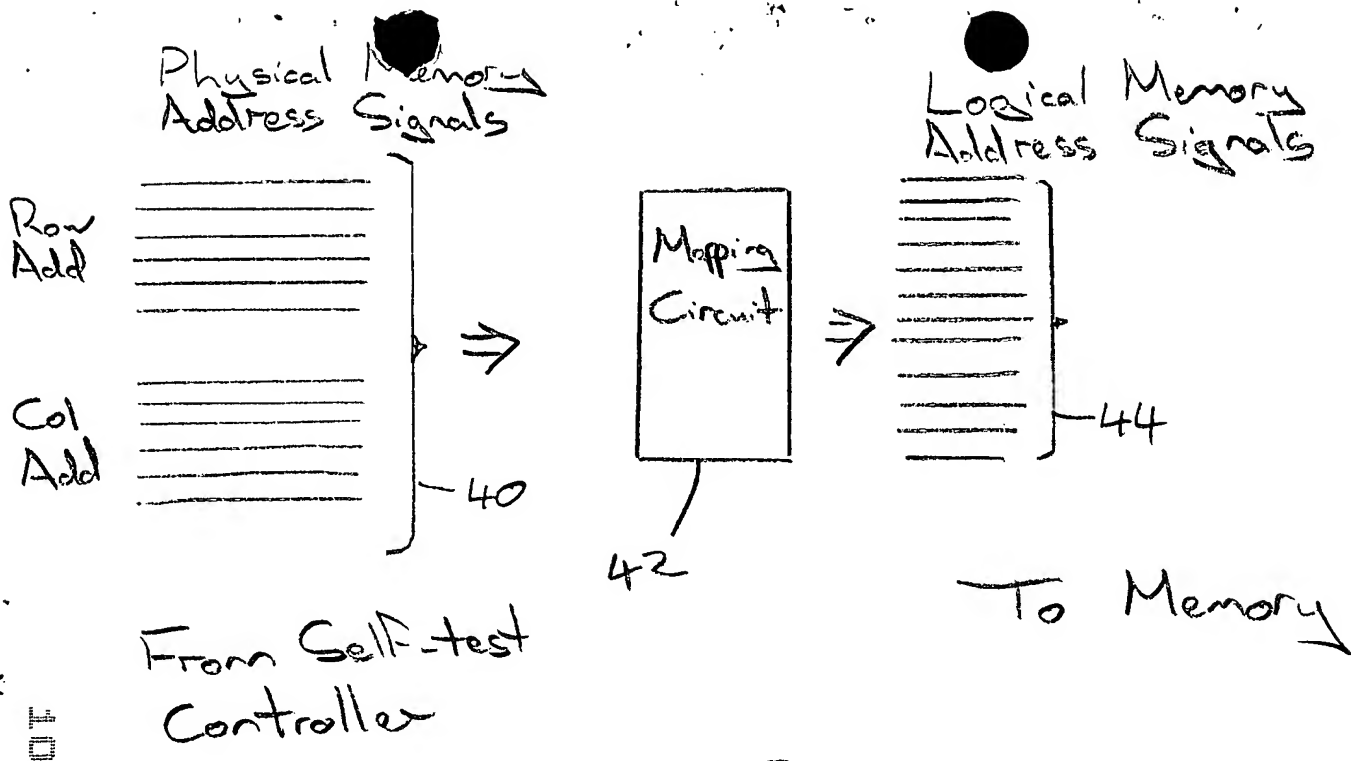 Physical Memory
Address Signals
Logical Memory
Address Signals
Row
Add
Mapping
Circuit
Col
Add
40
44
42
To Memory
From Self-test
Controller